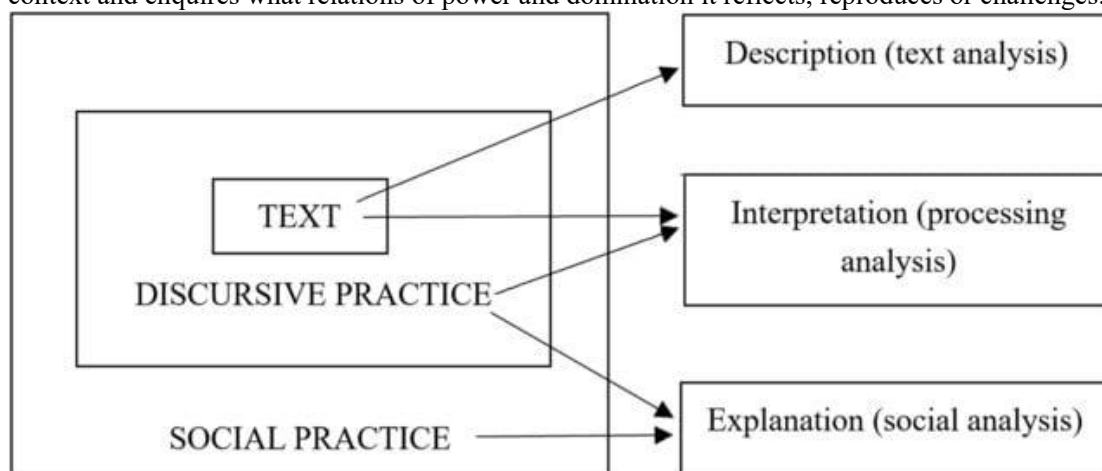 context and enquires what relations of power and domination it reflects, reproduces or challenges.
Description (text analysis)
TEXT
Interpretation (processing
analysis)
DISCURSIVE PRACTICE
Explanation (social analysis)
SOCIAL PRACTICE